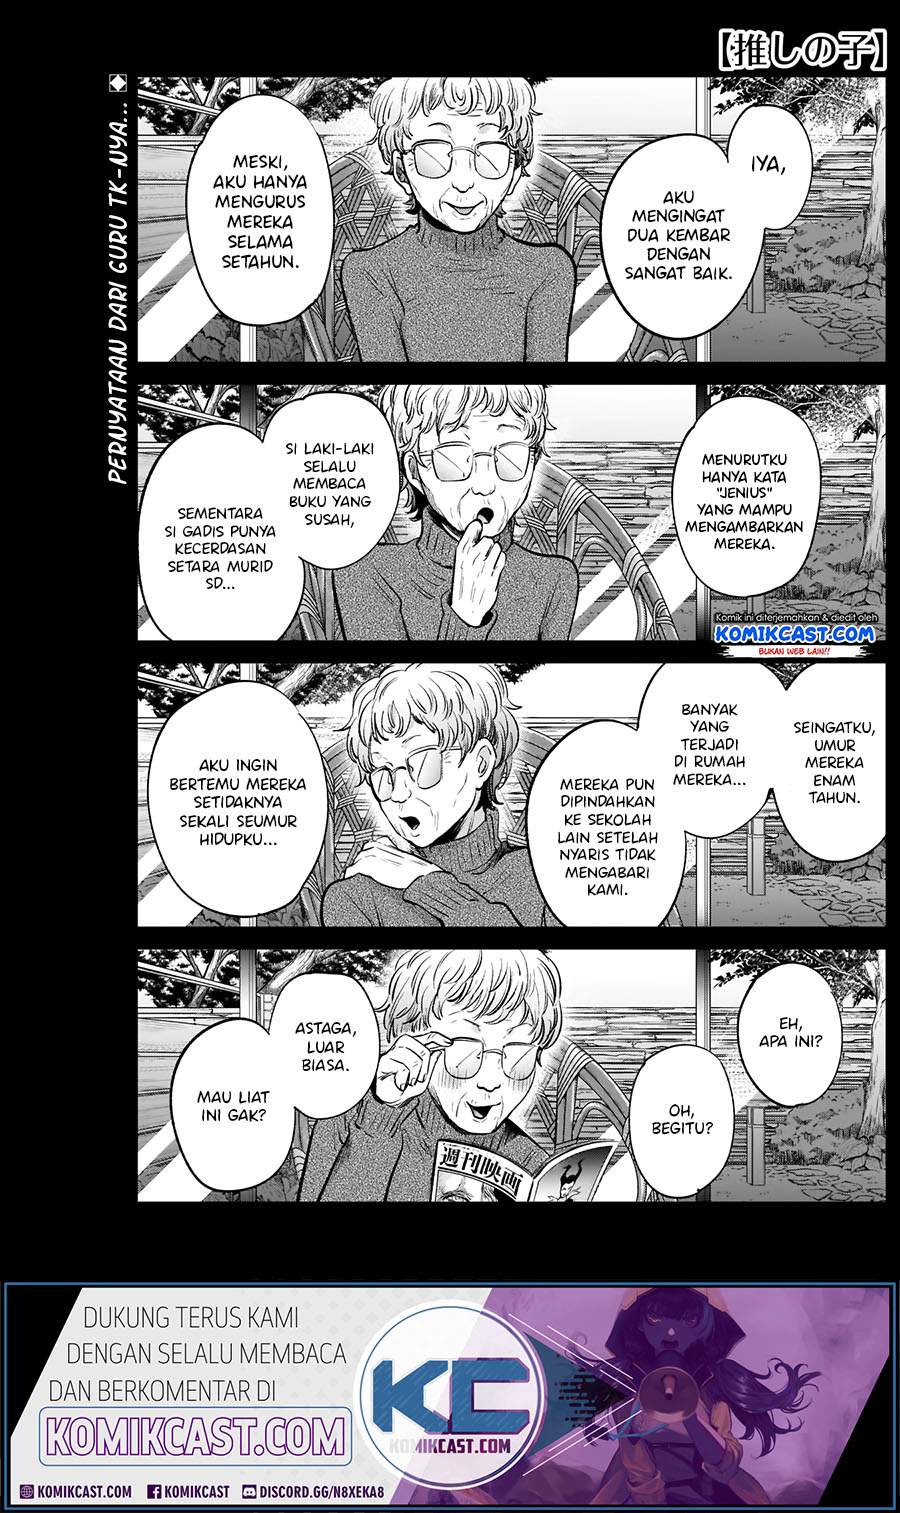 【推しの子】
PERNYATAAN DARI GURU TK-NYA...
IYA,
AKU
MENGINGAT
DUA KEMBAR
DENGAN
SANGAT BAIK.
MESKI,
AKU HANYA
MENGURUS
MEREKA
SELAMA
SETAHUN.
MENURUTKU
HANYA KATA
"JENIUS"
YANG MAMPU
MENGAMBARKAN
MEREKA.
SI LAKI-LAKI
SELALU
MEMBACA
BUKU YANG
SUSAH,
SEMENTARA
SI GADIS PUNYA
KECERDASAN
SETARA MURID
SD...
Komik ini diterjemahkan & diedit oleh
KOMIKCAST.COM
BUKAN WEB LAIN!!
SEINGATKU,
UMUR
MEREKA
ENAM
TAHUN.
BANYAK
YANG
TERJADI
DI RUMAH
MEREKA...
MEREKA PUN
DIPINDAHKAN
KE SEKOLAH
LAIN SETELAH
NYARIS TIDAK
MENGABARI
KAMI.
AKU INGIN
BERTEMU MEREKA
SETIDAKNYA
SEKALI SEUMUR
HIDUPKU...
EH,
APA INI?
OH,
BEGITU?
ASTAGA,
LUAR
BIASA.
MAU LIAT
INI GAK?
週刊映画
DUKUNG TERUS KAMI
DENGAN SELALU MEMBACA
DAN BERKOMENTAR DI
KOMIKCAST.COM
KC
KOMIKCAST.COM
KOMIKCAST.COM
KOMIKCAST
DISCORD.GG/N8XEKA8